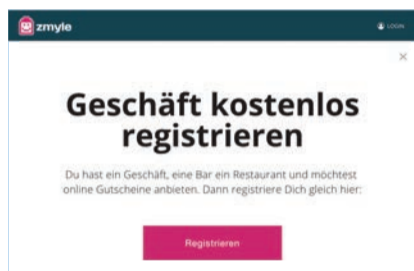 zmyle
LOGIN
Geschäft kostenlos
registrieren
Du hast ein Geschäft, eine Bar ein Restaurant und möchtest
online Gutscheine anbieten. Dann registriere Dich gleich hier:
Registrieren